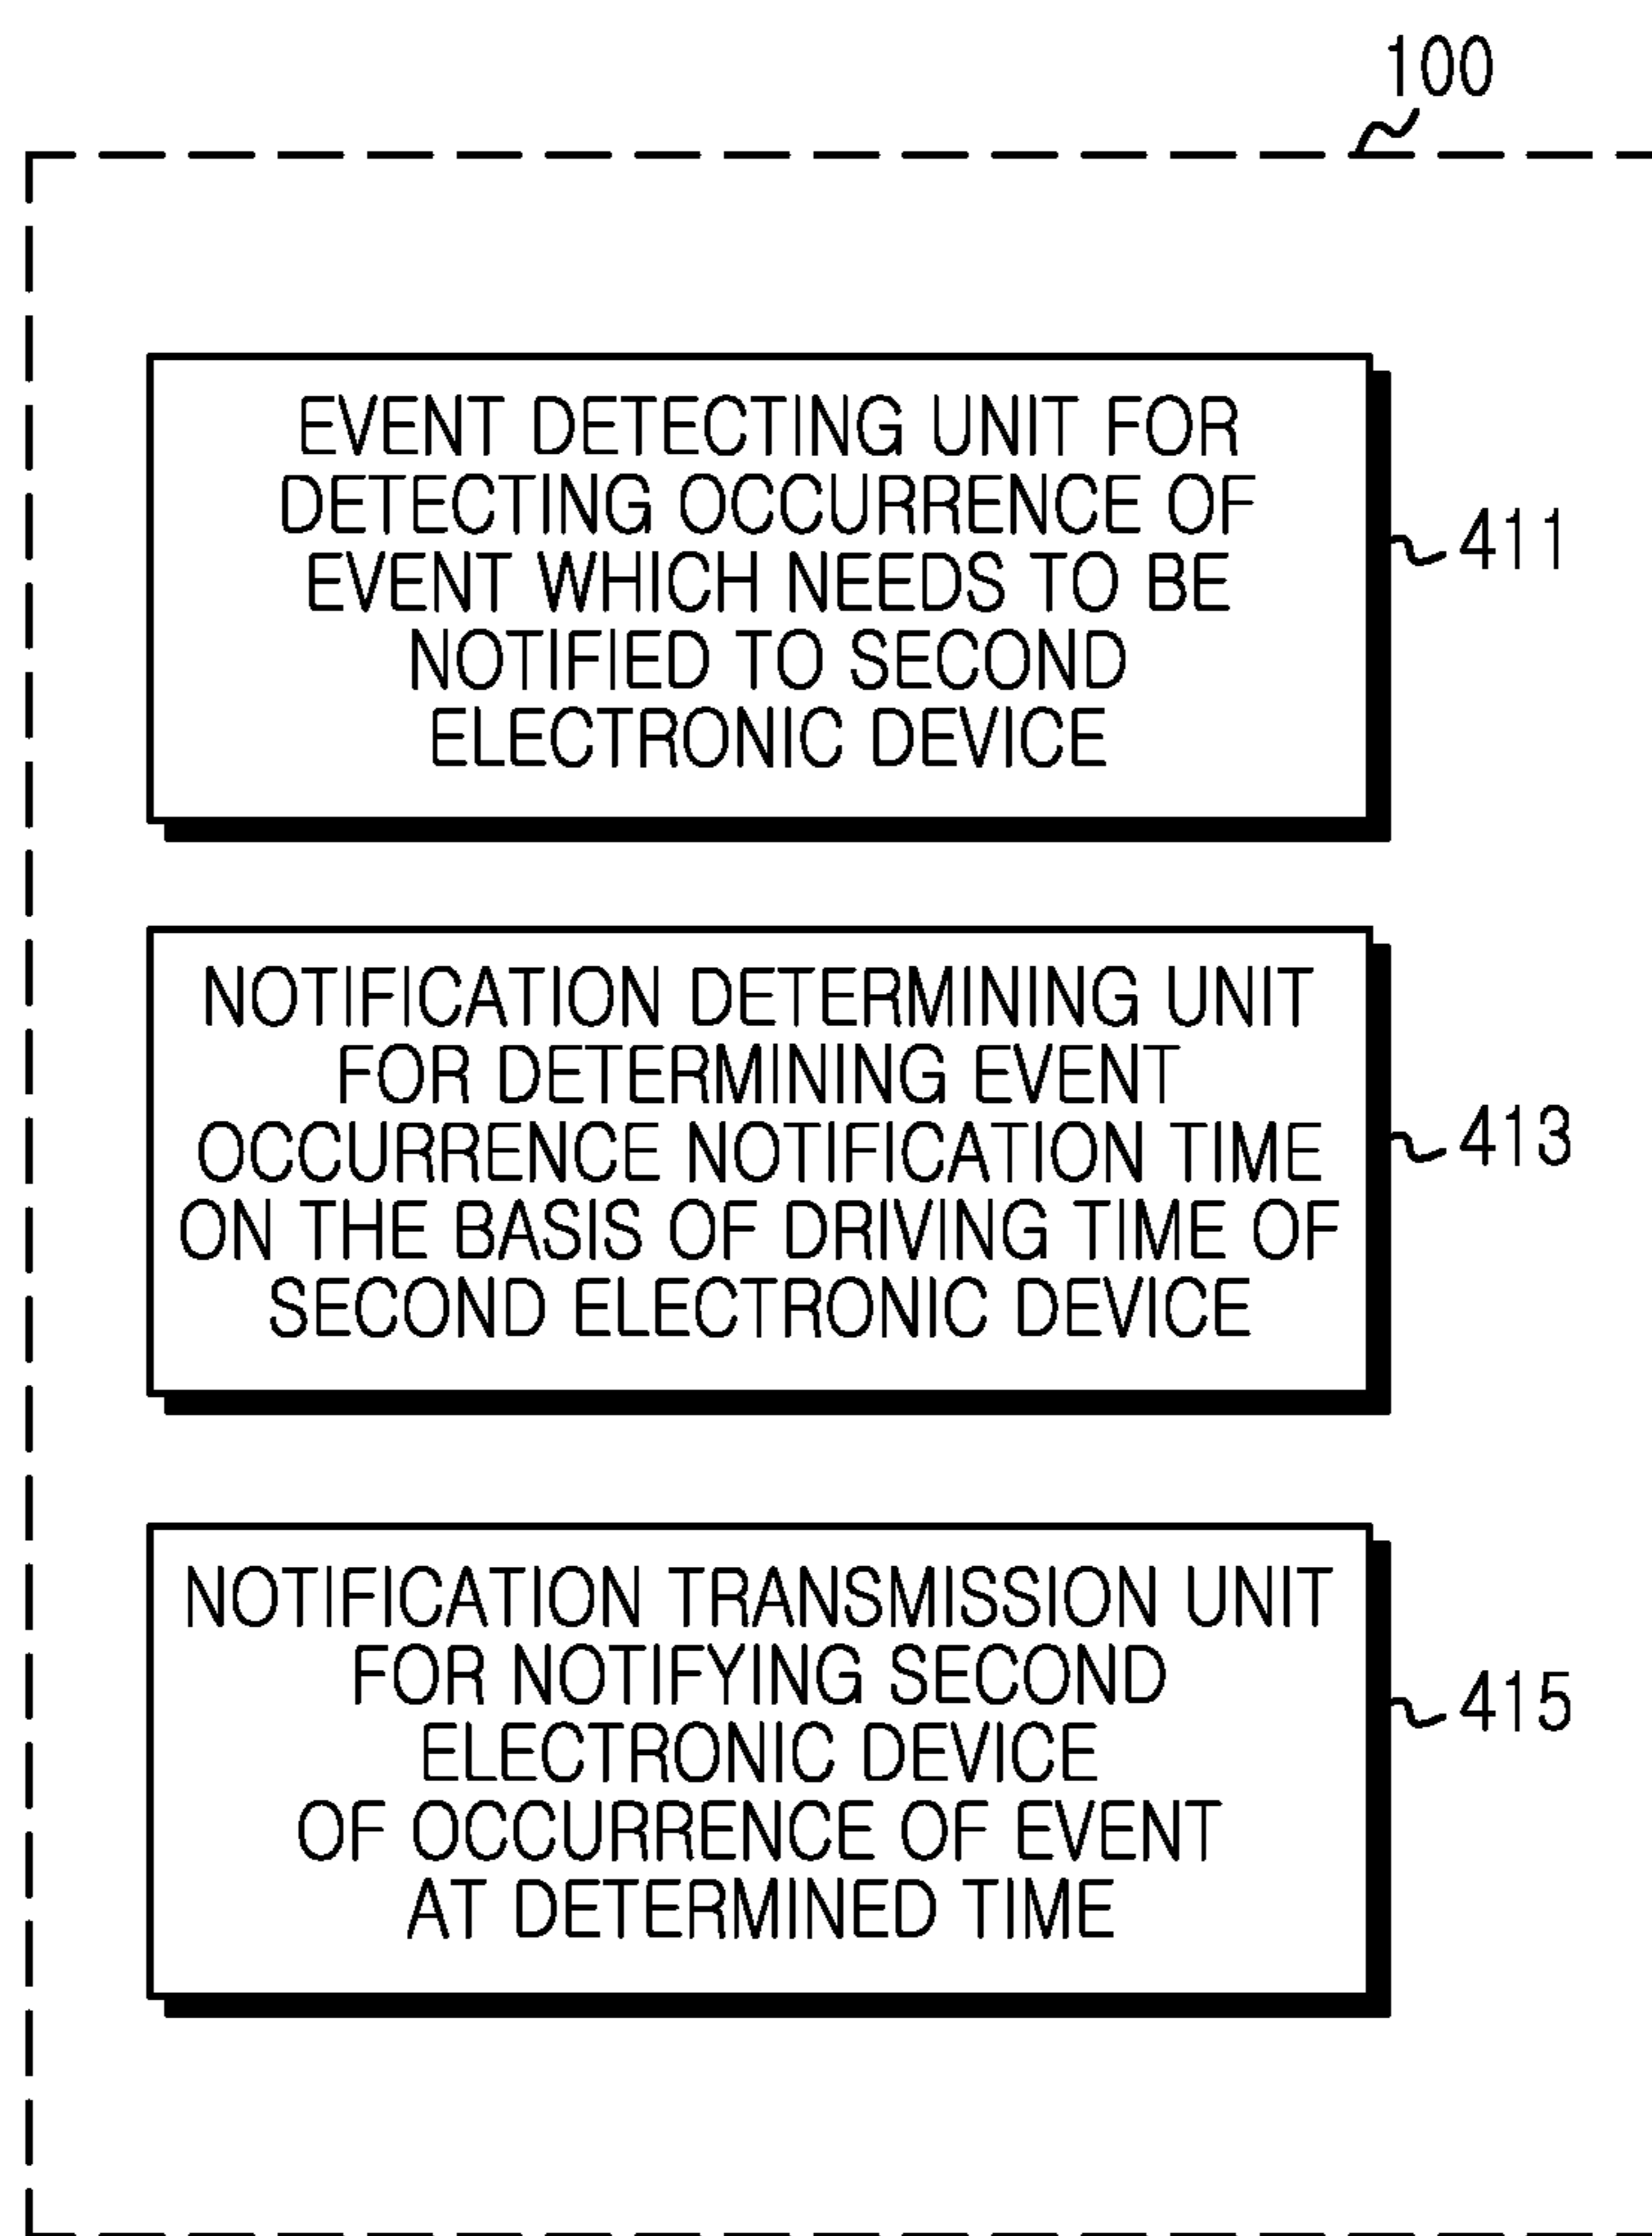 100
EVENT DETECTING UNIT FOR
DETECTING OCCURRENCE OF
EVENT WHICH NEEDS TO BE
NOTIFIED TO SECOND
ELECTRONIC DEVICE
411
NOTIFICATION DETERMINING UNIT
FOR DETERMINING EVENT
OCCURRENCE NOTIFICATION TIME
ON THE BASIS OF DRIVING TIME OF
SECOND ELECTRONIC DEVICE
413
NOTIFICATION TRANSMISSION UNIT
FOR NOTIFYING SECOND
ELECTRONIC DEVICE
OF OCCURRENCE OF EVENT
AT DETERMINED TIME
415